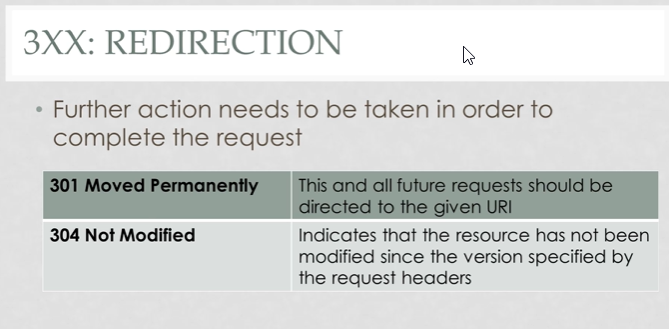 3XX: REDIRECTION
• Further action needs to be taken in order to
complete the request
301 Moved Permanently
This and all future requests should be
directed to the given URI
304 Not Modified
Indicates that the resource has not been
modified since the version specified by
the request headers